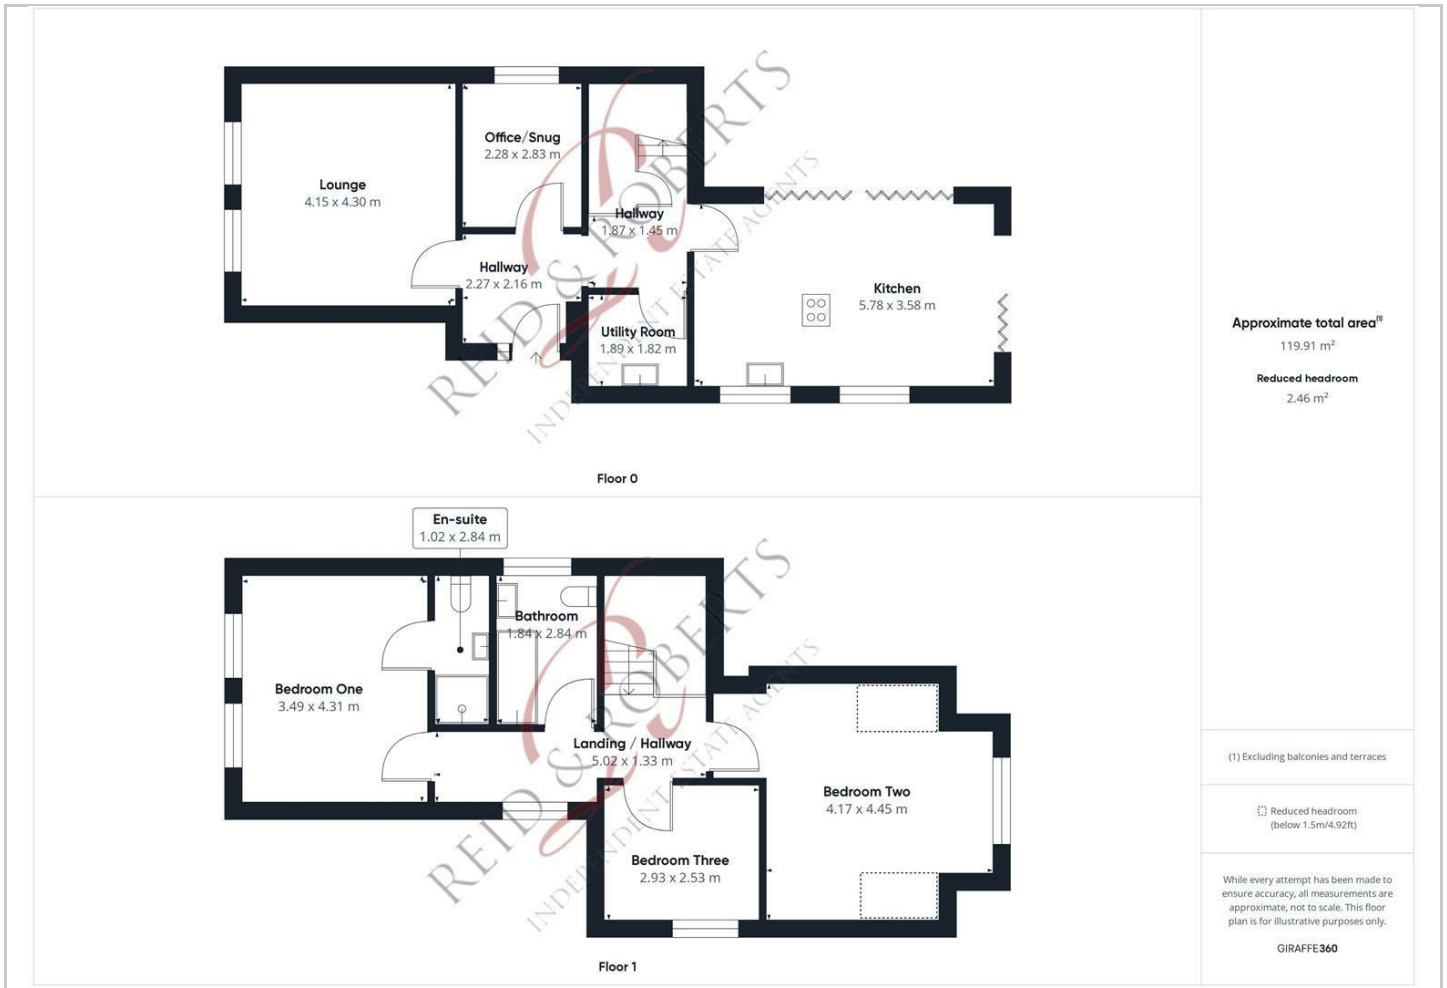 Office/Snug
2.28 x 2.83 m
Lounge
4.15 x 4.30 m
Hallway
1.87 x 1.45 m
Hallway
2.27 x 2.16 m
Kitchen
5.78 x 3.58 m
Utility Room
1.89 x 1.82 m
REID & ROBERTS
INDEPENDENT ESTATE AGENTS
Floor 0
En-suite
1.02 x 2.84 m
Bathroom
1.84 x 2.84 m
Bedroom One
3.49 x 4.31 m
Landing / Hallway
5.02 x 1.33 m
Bedroom Two
4.17 x 4.45 m
Bedroom Three
2.93 x 2.53 m
REID & ROBERTS
INDEPENDENT ESTATE AGENTS
Floor 1
Approximate total area(1)
119.91 m²
Reduced headroom
2.46 m²
(1) Excluding balconies and terraces
Reduced headroom
(below 1.5m/4.92ft)
While every attempt has been made to
ensure accuracy, all measurements are
approximate, not to scale. This floor
plan is for illustrative purposes only.
GIRAFFE360